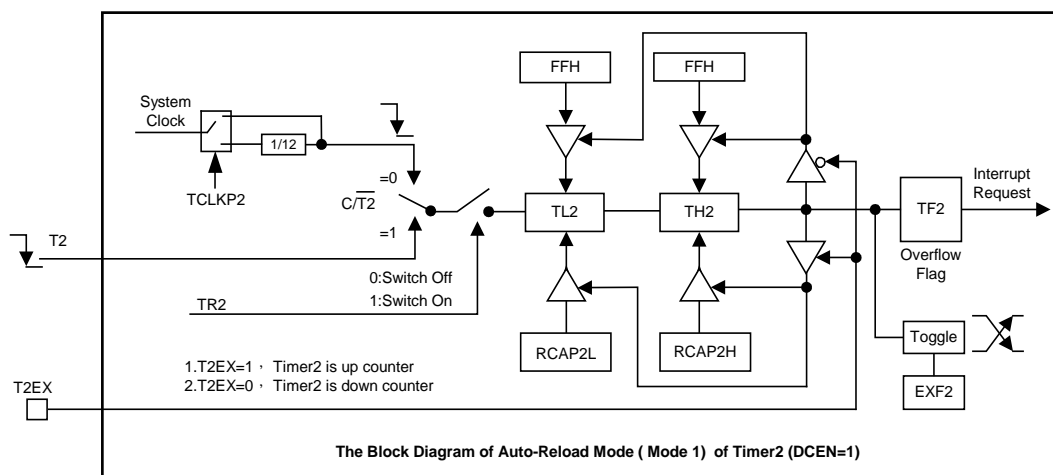 FFH
FFH
System
Clock
1/12
TCLKP2
=0
C/T2
=1
TL2
TH2
TF2
Interrupt
Request
Overflow
Flag
T2
0:Switch Off
1:Switch On
TR2
RCAP2L
RCAP2H
Toggle
EXF2
1.T2EX=1， Timer2 is up counter
2.T2EX=0， Timer2 is down counter
T2EX
The Block Diagram of Auto-Reload Mode ( Mode 1) of Timer2 (DCEN=1)